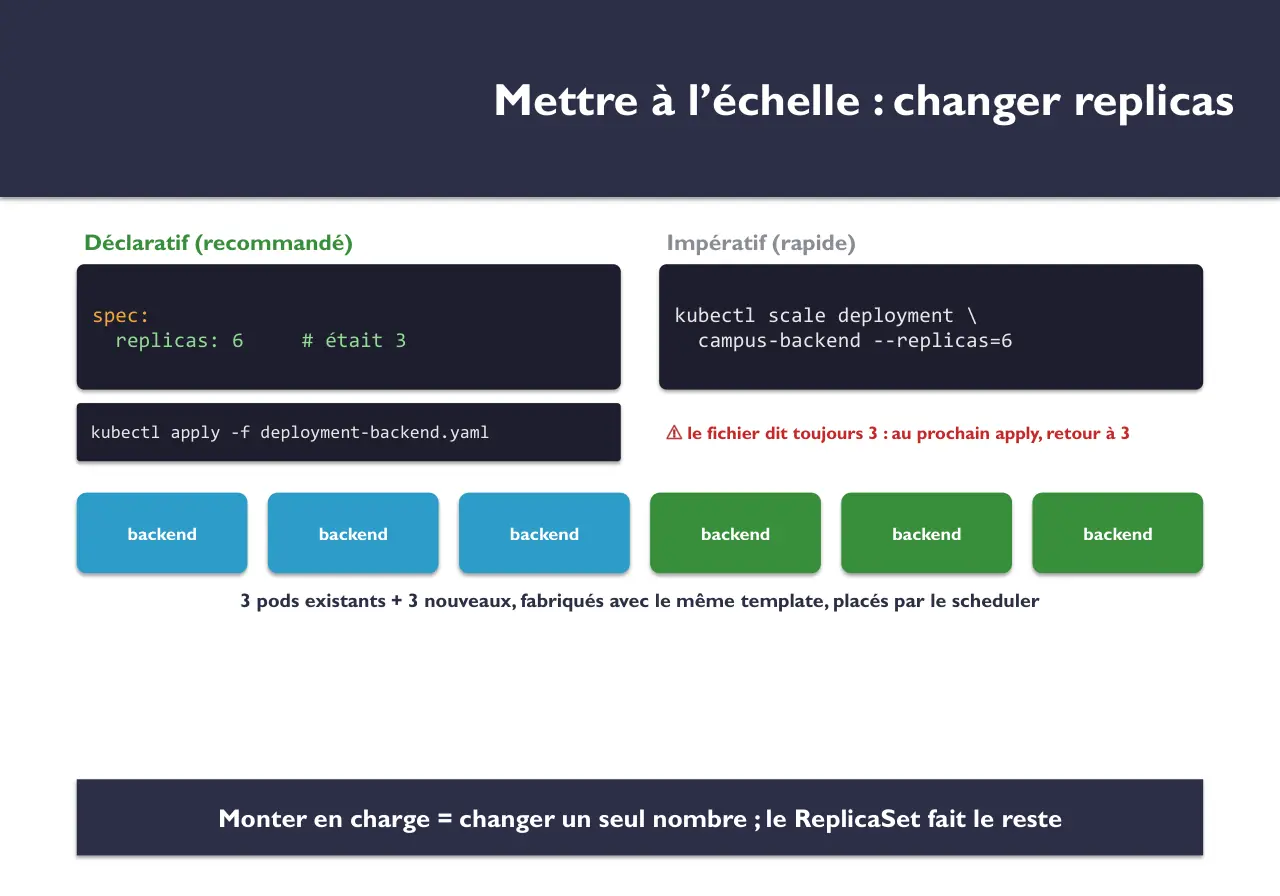 Mettre à l’échelle : changer replicas
Déclaratif (recommandé)
spec:
  replicas: 6     # était 3
kubectl apply -f deployment-backend.yaml
Impératif (rapide)
kubectl scale deployment \
  campus-backend --replicas=6
⚠ le fichier dit toujours 3 : au prochain apply, retour à 3
backend
backend
backend
backend
backend
backend
3 pods existants + 3 nouveaux, fabriqués avec le même template, placés par le scheduler
Monter en charge = changer un seul nombre ; le ReplicaSet fait le reste